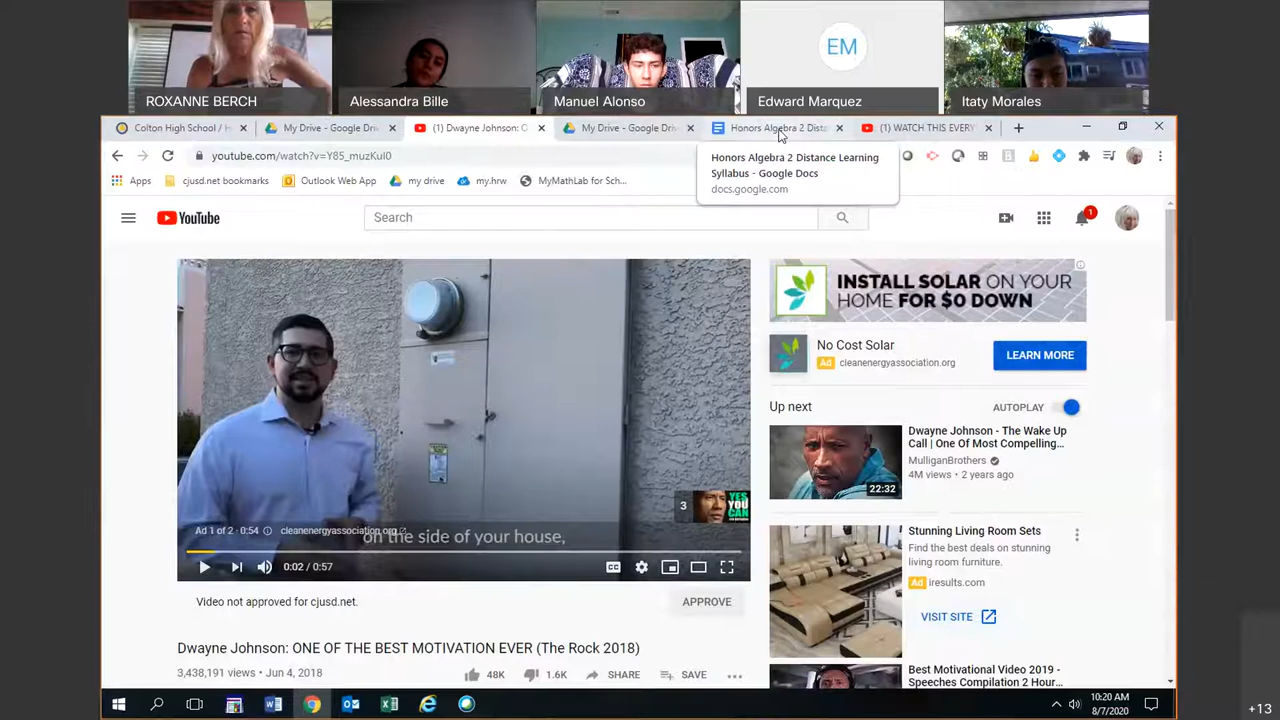 ROXANNE BERCH
Alessandra Bille
Manuel Alonso
EM
Edward Marquez
Itaty Morales
Colton High School / H
My Drive - Google Driv
(1) Dwayne Johnson: O
My Drive - Google Driv
Honors Algebra 2 Dista
(1) WATCH THIS EVERY
youtube.com/watch?v=Y85_muzKuI0
Honors Algebra 2 Distance Learning
Syllabus - Google Docs
docs.google.com
Apps
cjusd.net bookmarks
Outlook Web App
my drive
my.hrw
MyMathLab for Sch...
YouTube
Search
1
INSTALL SOLAR ON YOUR
HOME FOR $0 DOWN
No Cost Solar
Ad cleanenergyassociation.org
LEARN MORE
Up next
AUTOPLAY
Dwayne Johnson - The Wake Up
Call | One Of Most Compelling...
MulliganBrothers
4M views • 2 years ago
22:32
3
YES
YOU
CAN
Ad 1 of 2 · 0:54 cleanenergyassociation.org
on the side of your house,
0:02 / 0:57
CC
Video not approved for cjusd.net.
APPROVE
Stunning Living Room Sets
Find the best deals on stunning
living room furniture.
Ad iresults.com
VISIT SITE
Dwayne Johnson: ONE OF THE BEST MOTIVATION EVER (The Rock 2018)
3,438,191 views • Jun 4, 2018
48K
1.6K
SHARE
SAVE
Best Motivational Video 2019 -
Speeches Compilation 2 Hour...
10:20 AM
8/7/2020
+13